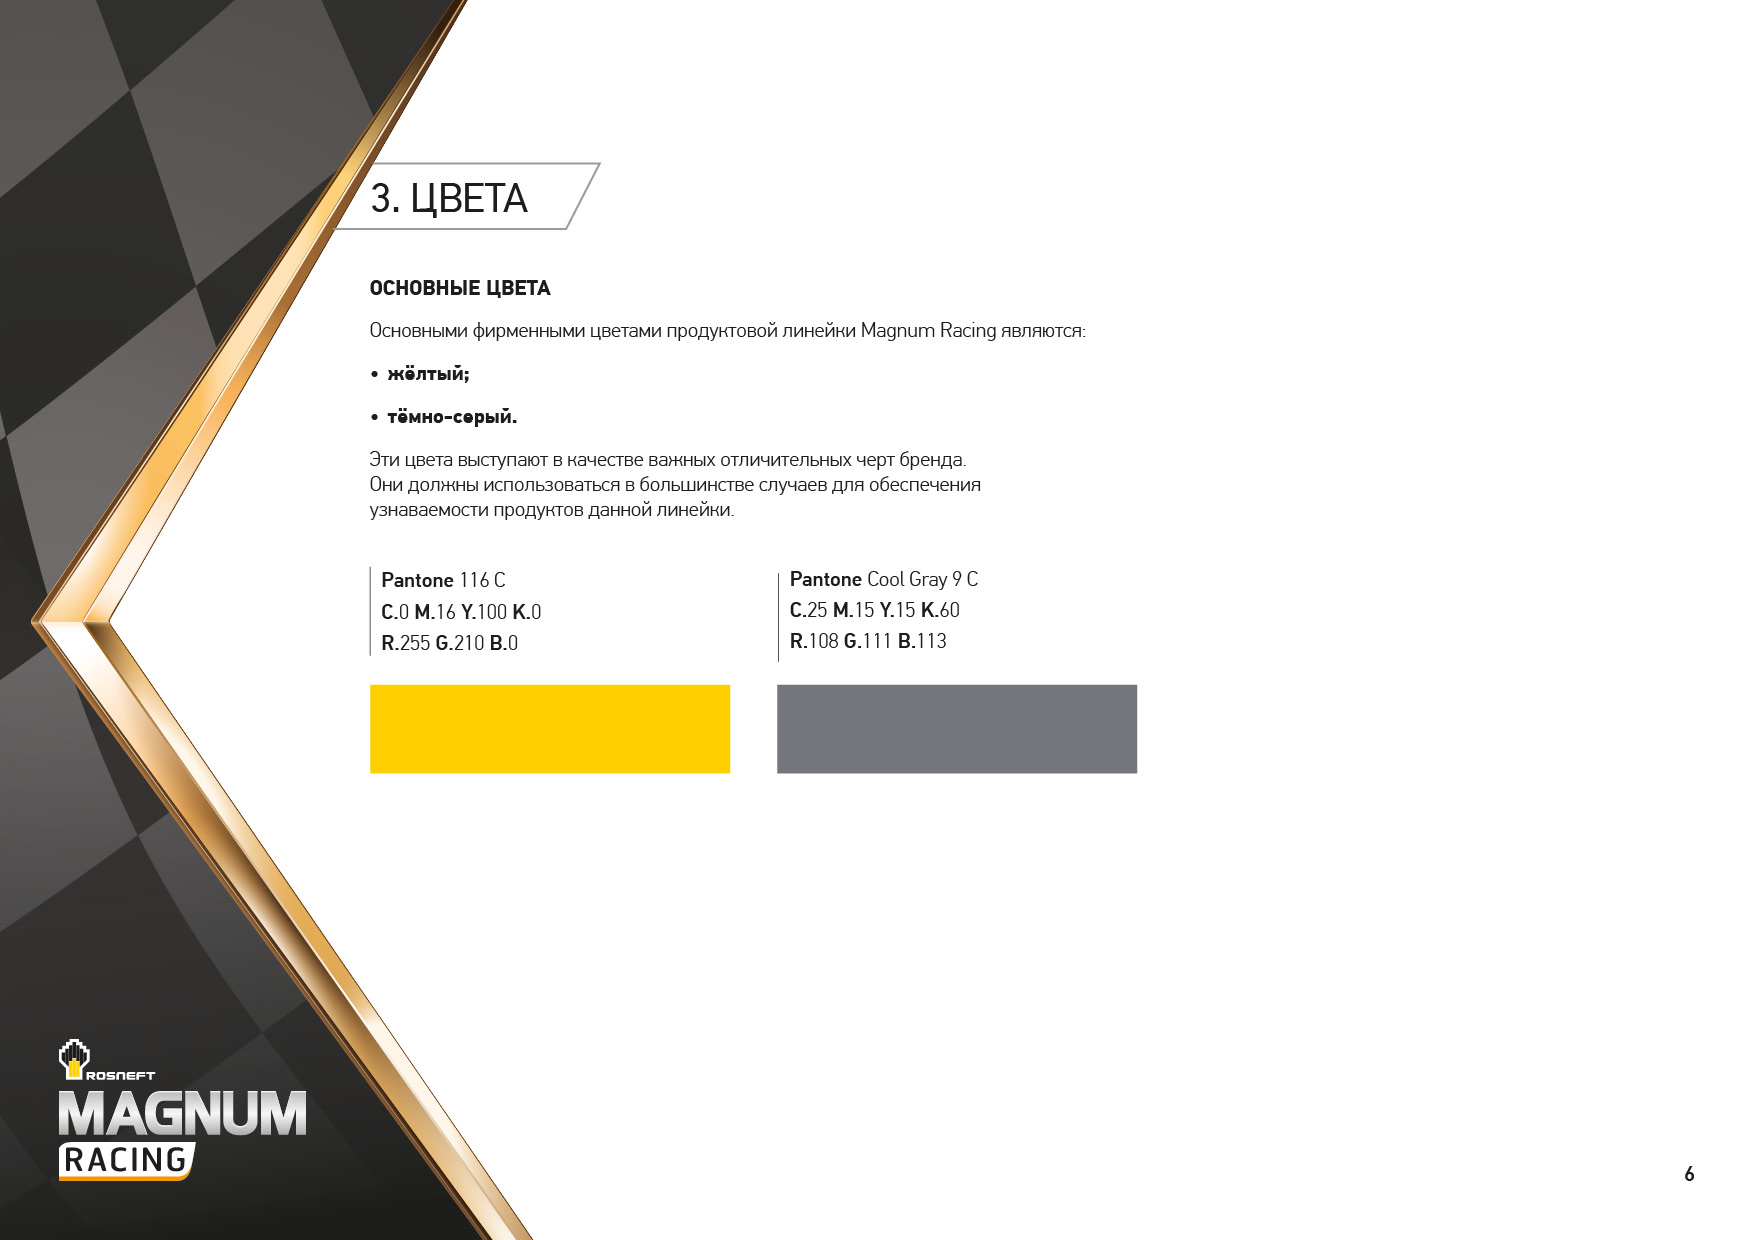 3. ЦВЕТА
ОСНОВНЫЕ ЦВЕТА
Основными фирменными цветами продуктовой линейки Magnum Racing являются:
• жёлтый;
• тёмно-серый.
Эти цвета выступают в качестве важных отличительных черт бренда.
Они должны использоваться в большинстве случаев для обеспечения
узнаваемости продуктов данной линейки.
Pantone 116 C
C.0 M.16 Y.100 K.0
R.255 G.210 B.0
Pantone Cool Gray 9 C
C.25 M.15 Y.15 K.60
R.108 G.111 B.113
ROSNEFT
MAGNUM
RACING
6